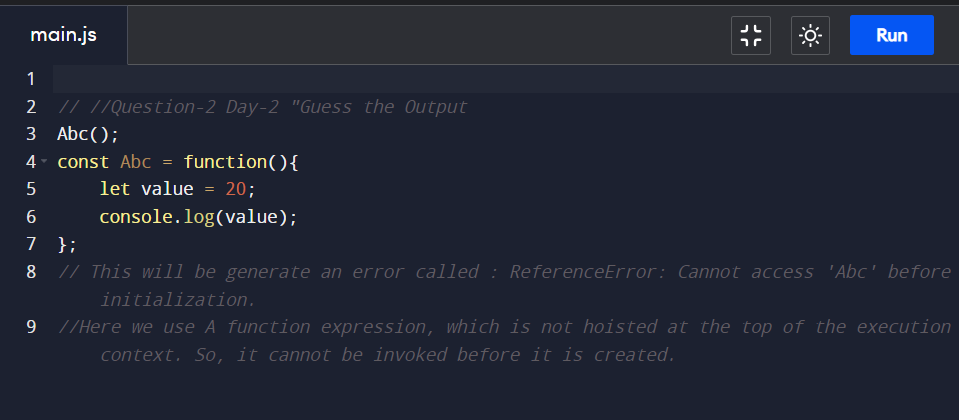 main.js
Run
1
2 // //Question-2 Day-2 "Guess the Output
3 Abc();
4 const Abc = function(){
5 let value = 20;
6 console.log(value);
7 };
8 // This will be generate an error called : ReferenceError: Cannot access 'Abc' before
initialization.
9 //Here we use A function expression, which is not hoisted at the top of the execution
context. So, it cannot be invoked before it is created.